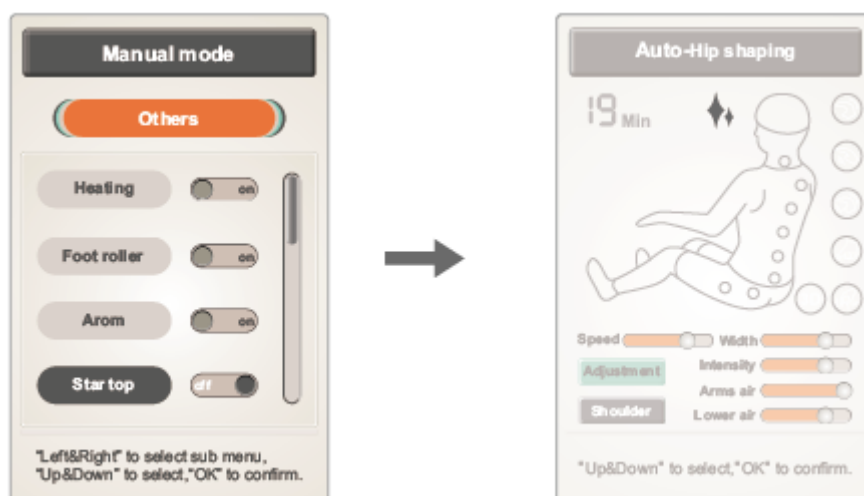 Manual mode
Others
Heating
on
Foot roller
on
Arom
on
Star top
off
"Left&Right" to select sub menu,
"Up&Down" to select,"OK" to confirm.
Auto-Hip shaping
19 Min
Speed
Width
Adjustment
Intensity
Arms air
Shoulder
Lower air
"Up&Down" to select,"OK" to confirm.